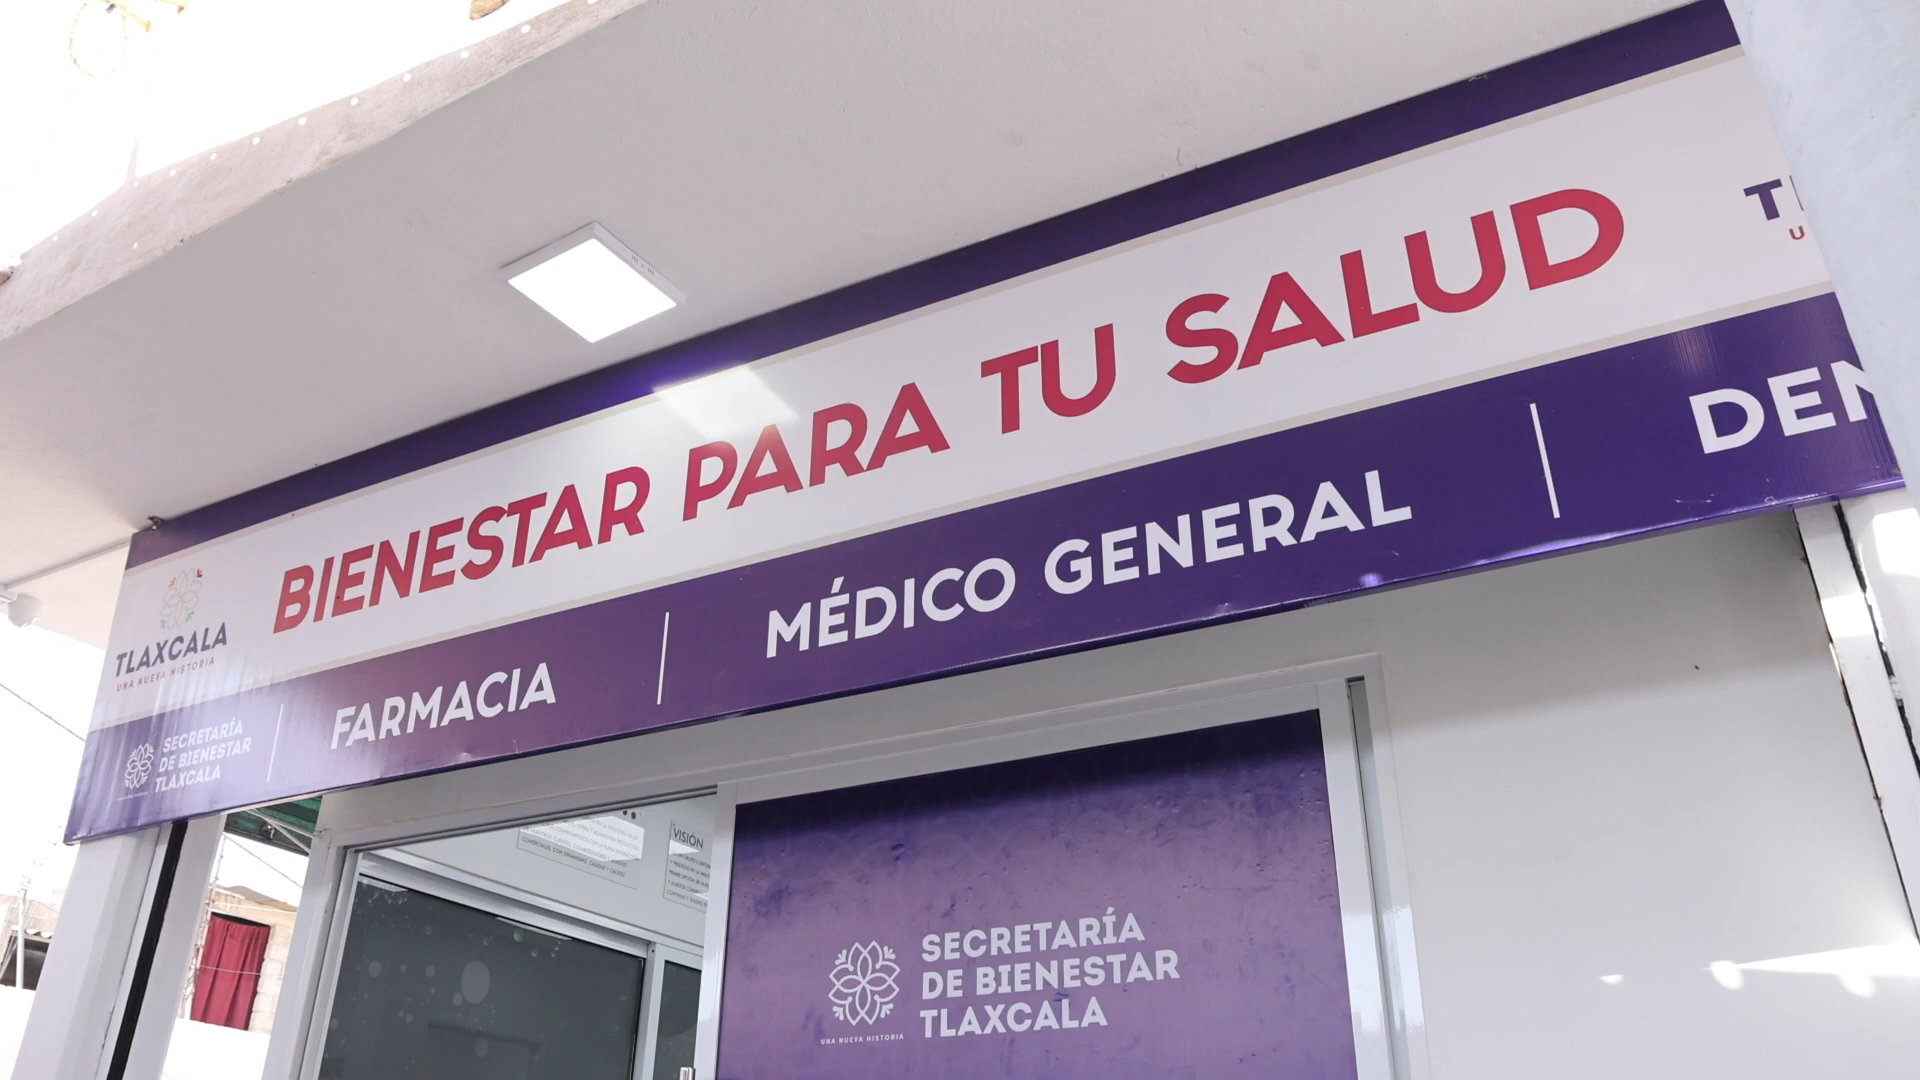 BIENESTAR PARA TU SALUD
TLAXCALA
UNA NUEVA HISTORIA
SECRETARÍA
DE BIENESTAR
TLAXCALA
FARMACIA
MÉDICO GENERAL
DEN
VISIÓN
SECRETARÍA
DE BIENESTAR
TLAXCALA
UNA NUEVA HISTORIA